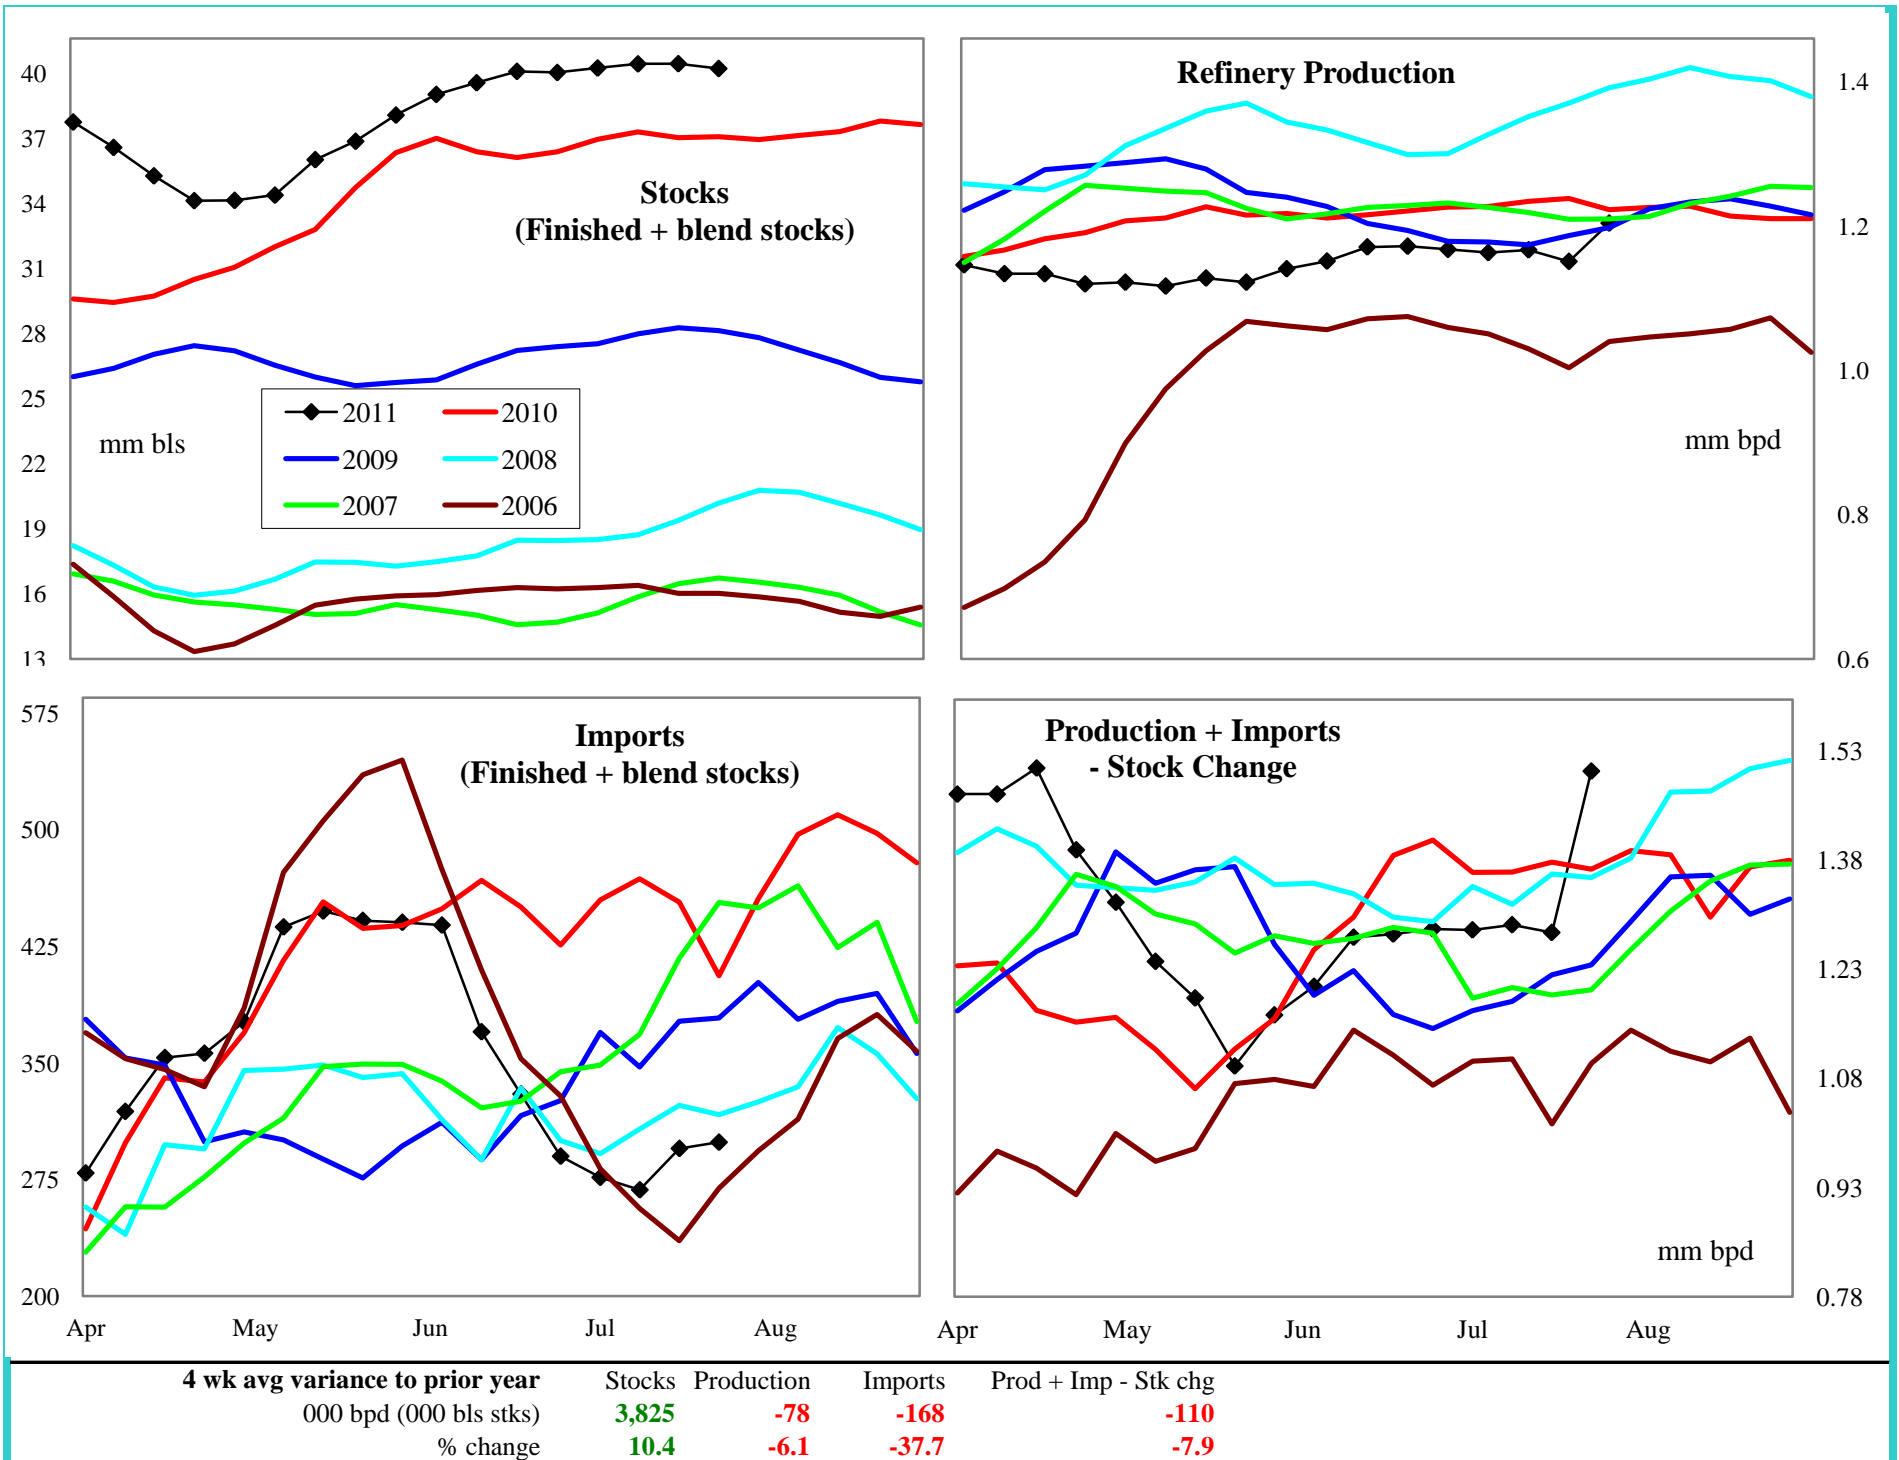 40
37
34
31
28
25
22
19
16
13
Stocks
(Finished + blend stocks)
mm bls
2011
2010
2009
2008
2007
2006
Refinery Production
mm bpd
1.4
1.2
1.0
0.8
0.6
575
500
425
350
275
200
Imports
(Finished + blend stocks)
Apr May Jun Jul Aug
Production + Imports
- Stock Change
mm bpd
1.53
1.38
1.23
1.08
0.93
0.78
Apr May Jun Jul Aug
4 wk avg variance to prior year Stocks Production Imports Prod + Imp - Stk chg
000 bpd (000 bls stks) 3,825 -78 -168 -110
% change 10.4 -6.1 -37.7 -7.9